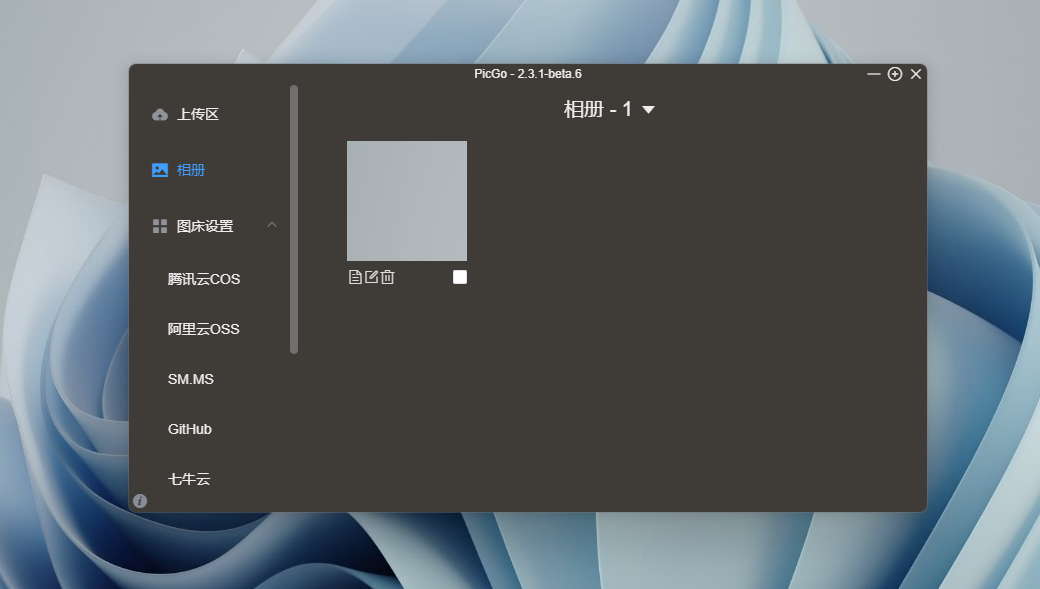 PicGo - 2.3.1-beta.6
上传区
相册
图床设置
腾讯云COS
阿里云OSS
SM.MS
GitHub
七牛云
相册 - 1